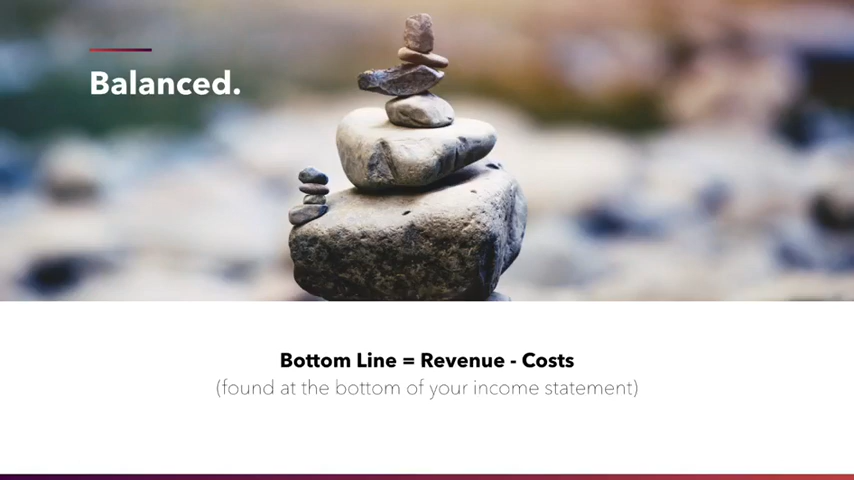 Balanced.
Bottom Line = Revenue - Costs
(found at the bottom of your income statement)